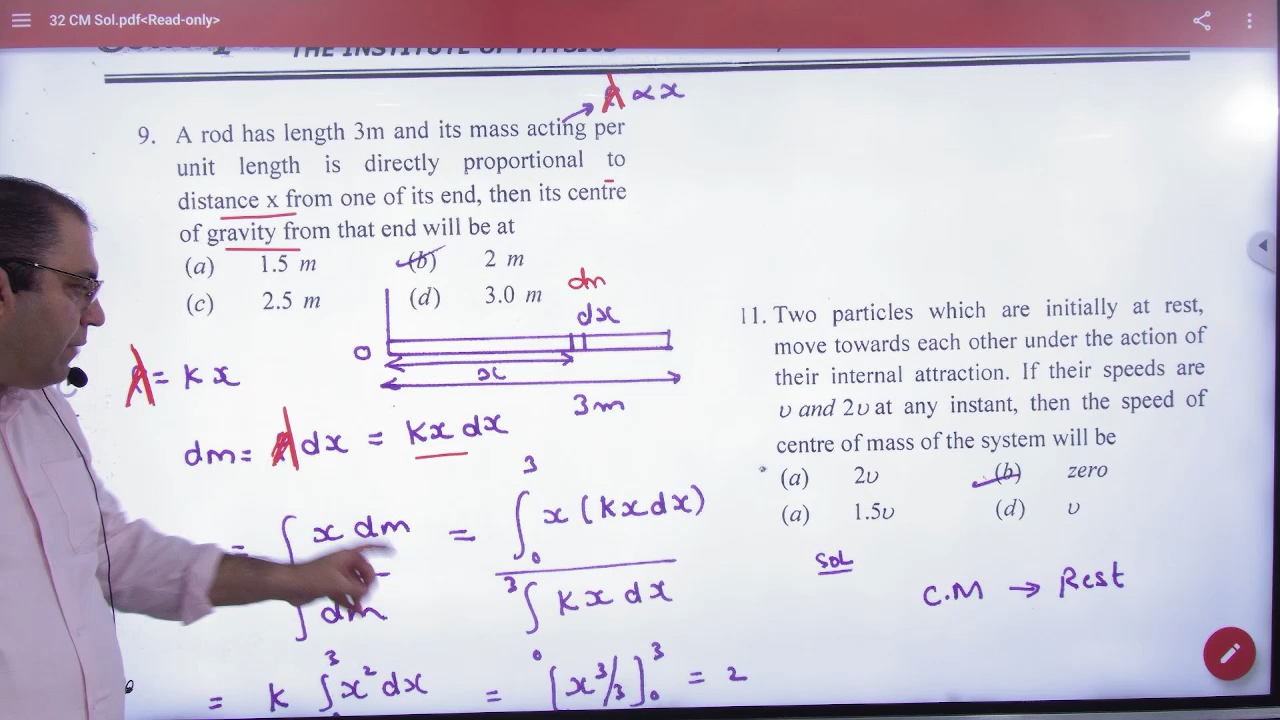 32 CM Sol.pdf<Read-only>
THE INSTITUTE OF PHYSICS
λ ∝ x
9. A rod has length 3m and its mass acting per
unit length is directly proportional to
distance x from one of its end, then its centre
of gravity from that end will be at
(a) 1.5 m (b) 2 m
(c) 2.5 m (d) 3.0 m
dm
dx
O
x
3m
λ = kx
dm = λdx = kx dx
= ∫ x dm / ∫ dm = ∫₀³ x (kx dx) / ∫₀³ kx dx
= k ∫³ x² dx = [x³/3]₀³ = 2
11. Two particles which are initially at rest,
move towards each other under the action of
their internal attraction. If their speeds are
υ and 2υ at any instant, then the speed of
centre of mass of the system will be
(a) 2υ (b) zero
(a) 1.5υ (d) υ
Sol
C.M → Rest